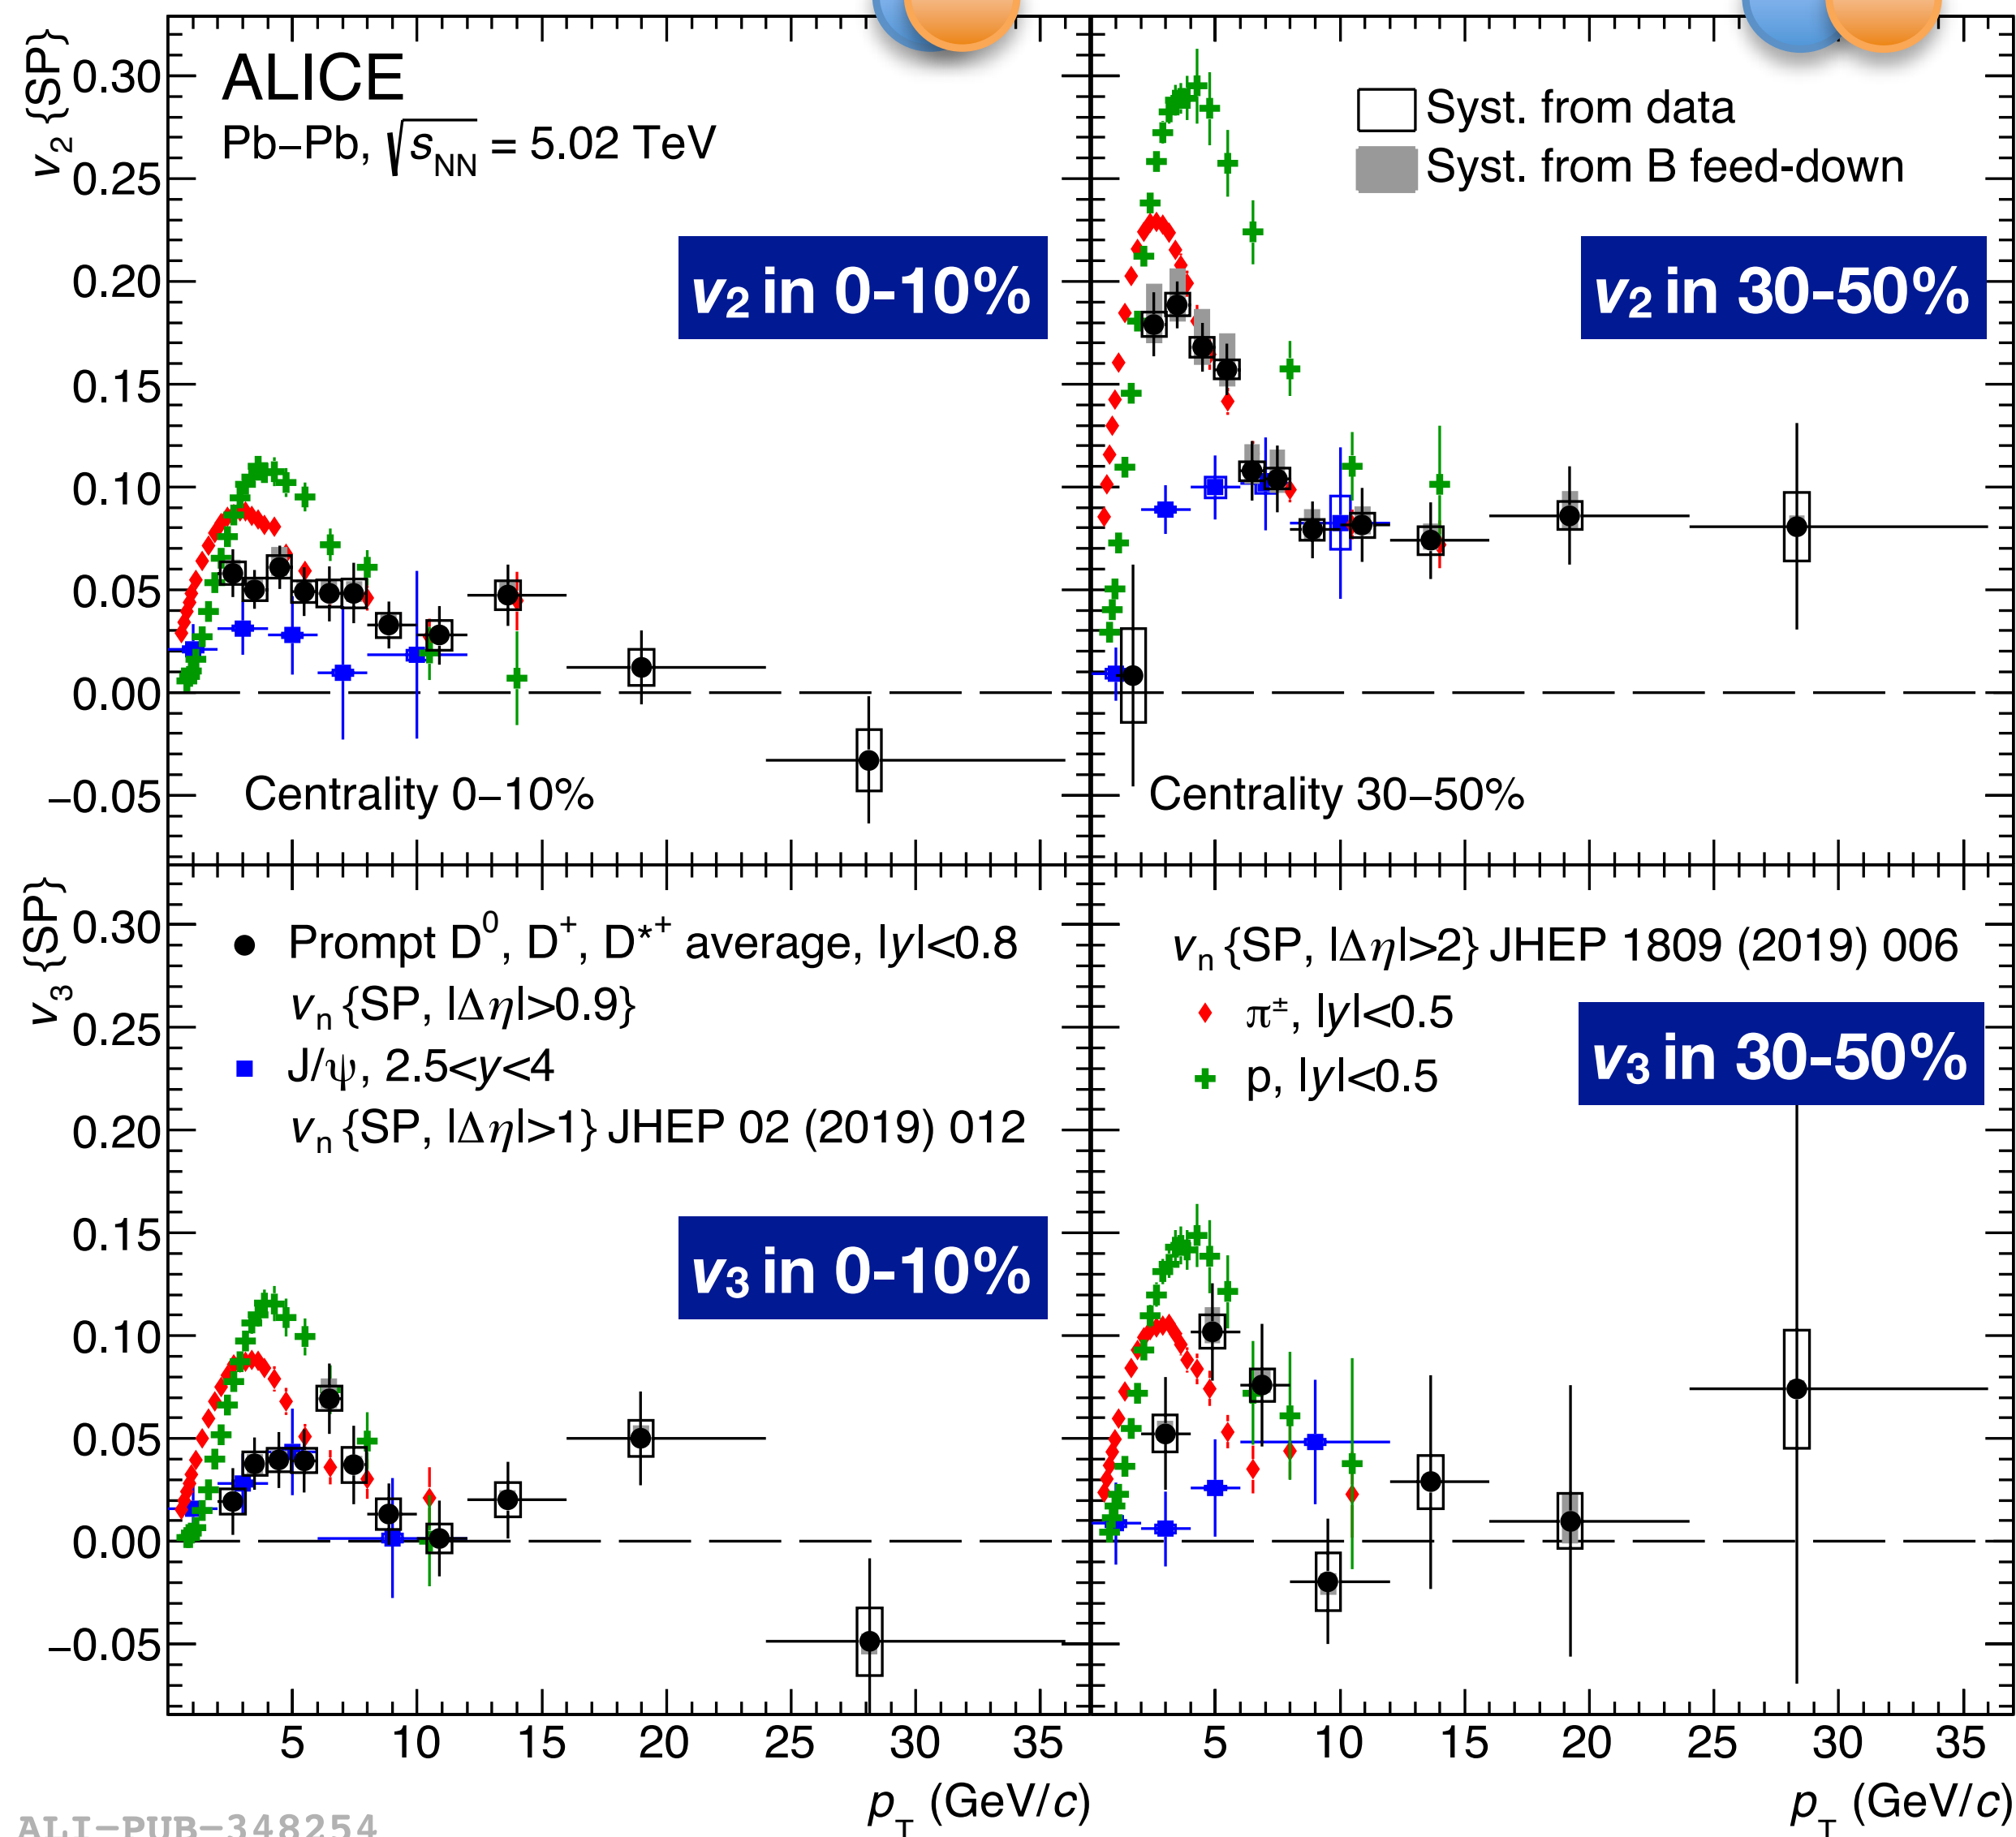 v2 {SP}
0.30
0.25
0.20
0.15
0.10
0.05
0.00
−0.05
ALICE
Pb−Pb, √sNN = 5.02 TeV
v2 in 0-10%
Centrality 0−10%
Syst. from data
Syst. from B feed-down
v2 in 30-50%
Centrality 30−50%
v3 {SP}
0.30
0.25
0.20
0.15
0.10
0.05
0.00
−0.05
Prompt D0, D+, D*+ average, |y|<0.8
vn {SP, |Δη|>0.9}
J/ψ, 2.5<y<4
vn {SP, |Δη|>1} JHEP 02 (2019) 012
v3 in 0-10%
vn {SP, |Δη|>2} JHEP 1809 (2019) 006
π±, |y|<0.5
p, |y|<0.5
v3 in 30-50%
5 10 15 20 25 30 35
5 10 15 20 25 30 35
pT (GeV/c)
pT (GeV/c)
ALI−PUB−348254